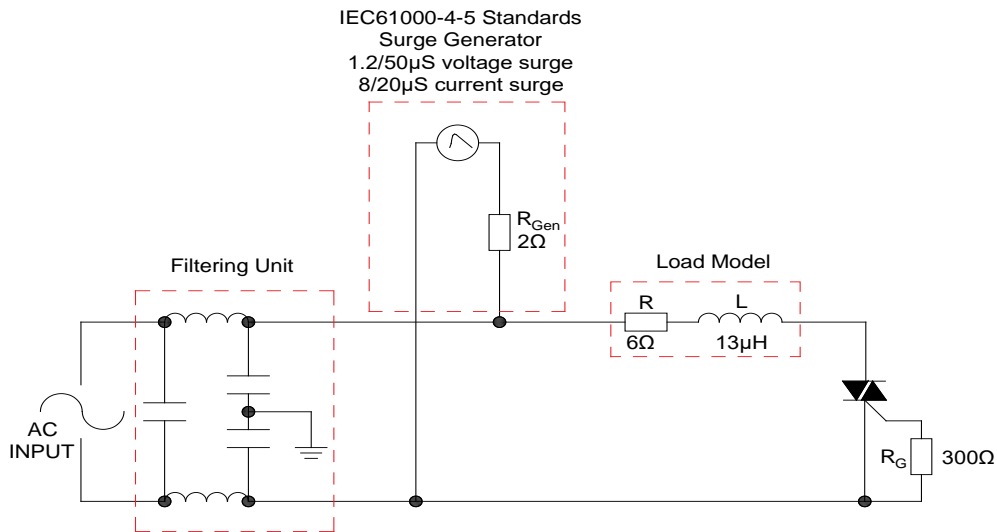 IEC61000-4-5 Standards
Surge Generator
1.2/50µS voltage surge
8/20µS current surge
R_Gen
2Ω
Filtering Unit
Load Model
R
L
6Ω
13µH
AC
INPUT
R_G
300Ω